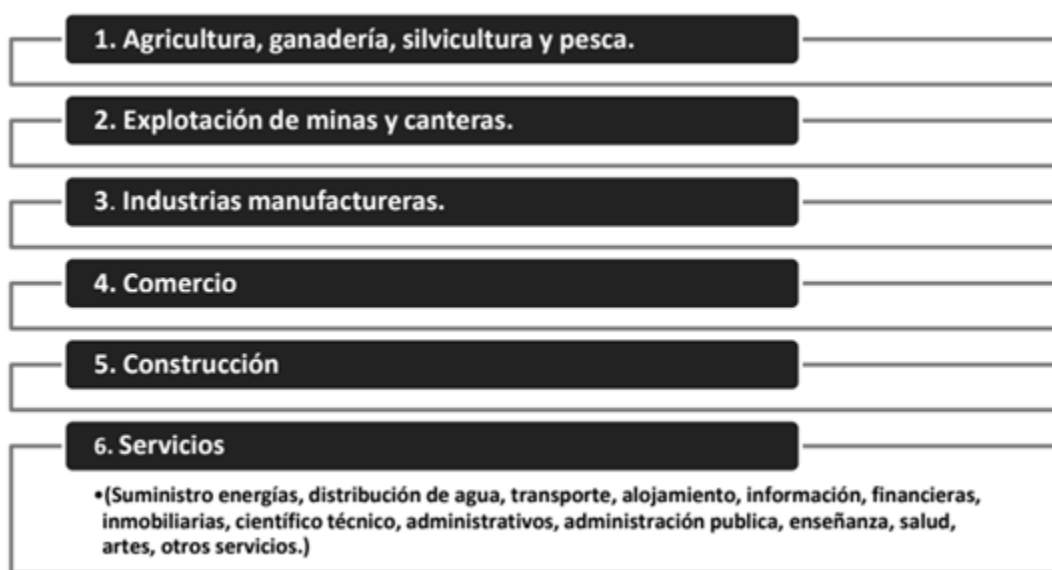 1. Agricultura, ganadería, silvicultura y pesca.
2. Explotación de minas y canteras.
3. Industrias manufactureras.
4. Comercio
5. Construcción
6. Servicios
•(Suministro energías, distribución de agua, transporte, alojamiento, información, financieras,
inmobiliarias, científico técnico, administrativos, administración publica, enseñanza, salud,
artes, otros servicios.)